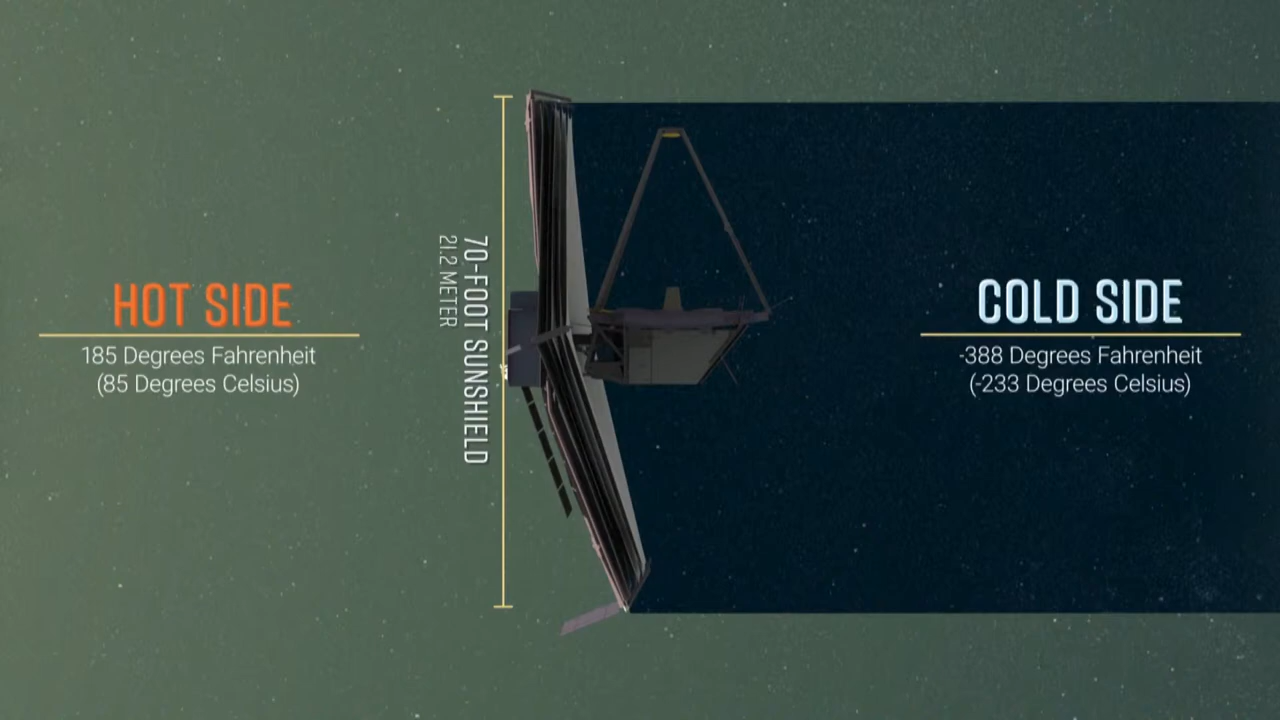 HOT SIDE
185 Degrees Fahrenheit
(85 Degrees Celsius)
70-FOOT SUNSHIELD
21.2 METER
COLD SIDE
-388 Degrees Fahrenheit
(-233 Degrees Celsius)